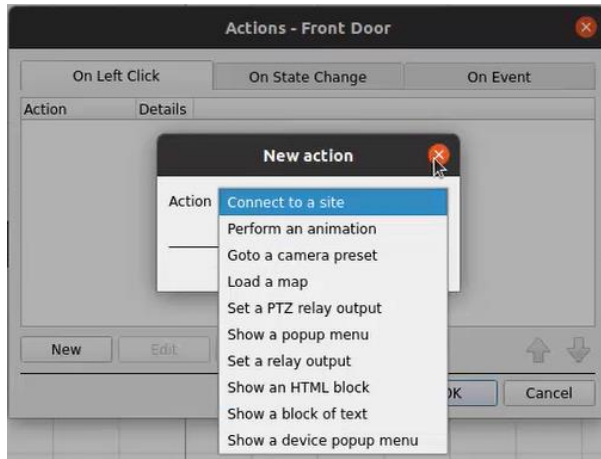 Actions - Front Door
On Left Click On State Change On Event
Action Details
New action
Action Connect to a site
Perform an animation
Goto a camera preset
Load a map
Set a PTZ relay output
Show a popup menu
New Edit
Set a relay output
Show an HTML block
Cancel
Show a block of text
Show a device popup menu